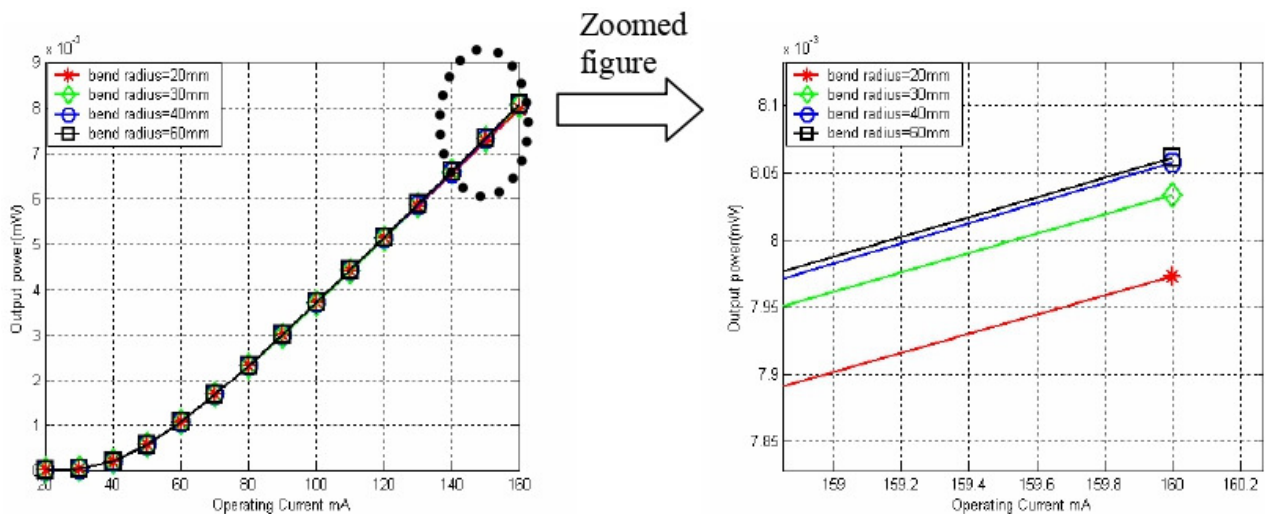 Zoomed
figure
x 10⁻³
9
8
7
6
5
4
3
2
1
0
bend radius=20mm
bend radius=30mm
bend radius=40mm
bend radius=60mm
Output power(mW)
20 40 60 80 100 120 140 160
Operating Current mA
x 10⁻³
8.1
8.05
8
7.95
7.9
7.85
bend radius=20mm
bend radius=30mm
bend radius=40mm
bend radius=60mm
Output power(mW)
159 159.2 159.4 159.6 159.8 160 160.2
Operating Current mA